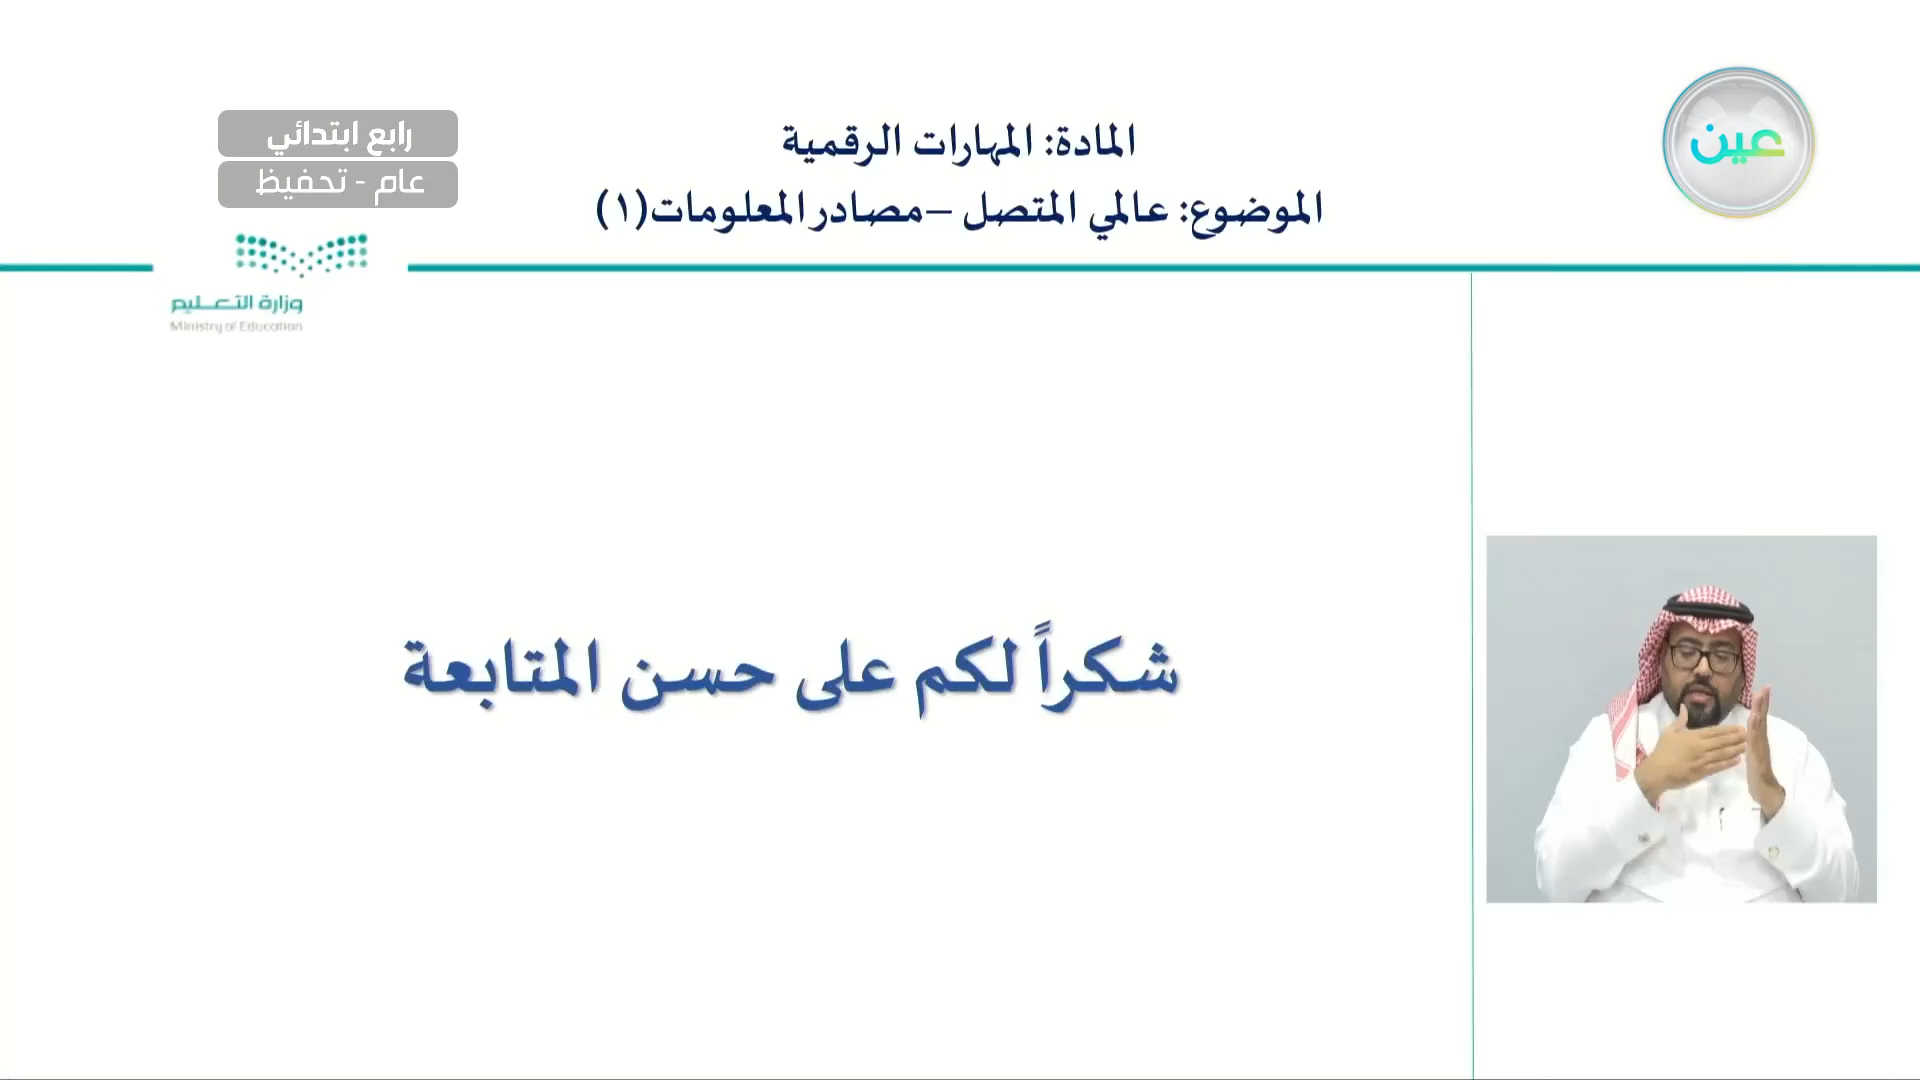 عين
المادة: المهارات الرقمية
الموضوع: عالمي المتصل – مصادر المعلومات(١)
رابع ابتدائي
عام - تحفيظ
وزارة التعليم
Ministry of Education
شكراً لكم على حسن المتابعة